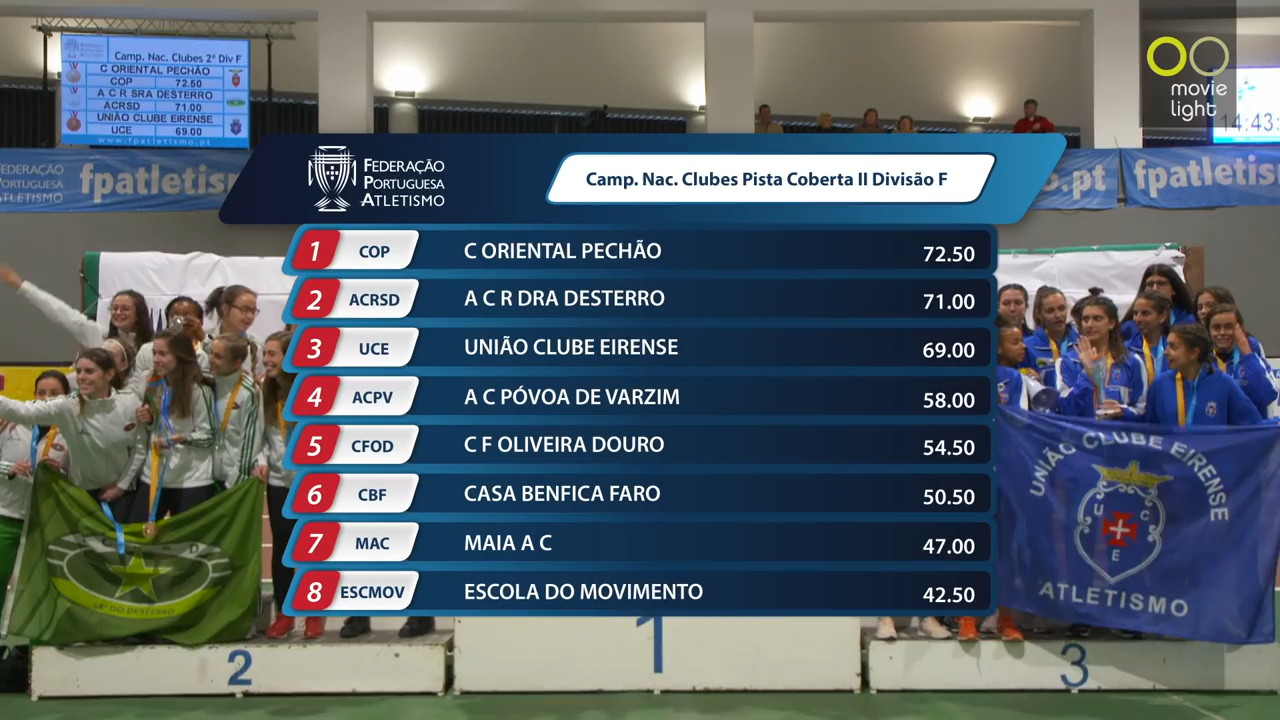 Camp. Nac. Clubes 2ª Div F
C ORIENTAL PECHÃO
COP 72.50
A C R SRA DESTERRO
ACRSD 71.00
UNIÃO CLUBE EIRENSE
UCE 69.00
www.fpatletismo.pt
movie
light
14:43:
FEDERAÇÃO
PORTUGUESA
ATLETISMO
fpatletis
s.pt
fpatletis
FEDERAÇÃO
PORTUGUESA
ATLETISMO
Camp. Nac. Clubes Pista Coberta II Divisão F
1 COP C ORIENTAL PECHÃO 72.50
2 ACRSD A C R DRA DESTERRO 71.00
3 UCE UNIÃO CLUBE EIRENSE 69.00
4 ACPV A C PÓVOA DE VARZIM 58.00
5 CFOD C F OLIVEIRA DOURO 54.50
6 CBF CASA BENFICA FARO 50.50
7 MAC MAIA A C 47.00
8 ESCMOV ESCOLA DO MOVIMENTO 42.50
UNIÃO CLUBE EIRENSE
U C
E
ATLETISMO
2
1
3